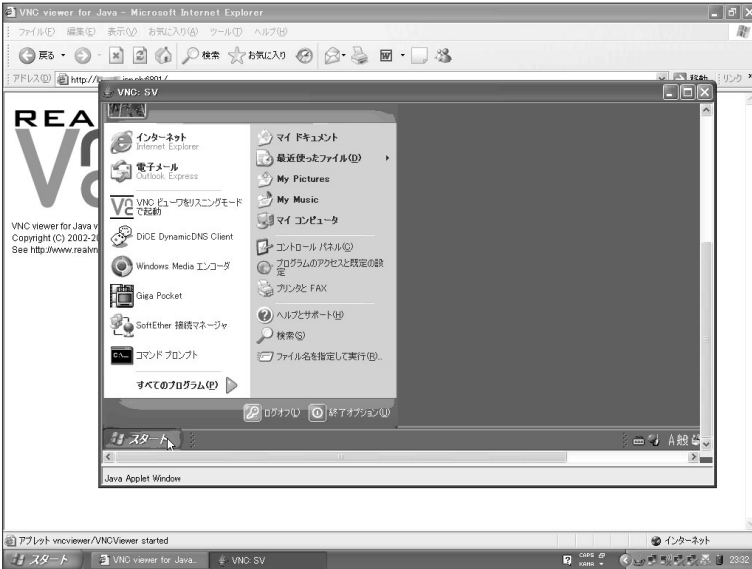 VNC viewer for Java - Microsoft Internet Explorer
ファイル(F) 編集(E) 表示(V) お気に入り(A) ツール(T) ヘルプ(H)
戻る 検索 お気に入り
アドレス(D) http:// 移動 リンク
VNC: SV
REA
VNC viewer for Java v
Copyright (C) 2002-20
See http://www.realvn
インターネット
Internet Explorer
電子メール
Outlook Express
VNC ビューワをリスニングモード
で起動
DiCE DynamicDNS Client
Windows Media エンコーダ
Giga Pocket
SoftEther 接続マネージャ
コマンド プロンプト
すべてのプログラム(P)
マイ ドキュメント
最近使ったファイル(D)
My Pictures
My Music
マイ コンピュータ
コントロール パネル(C)
プログラムのアクセスと既定の設
定
プリンタと FAX
ヘルプとサポート(H)
検索(S)
ファイル名を指定して実行(R)...
ログオフ(L) 終了オプション(U)
スタート
A 般
Java Applet Window
アプレット vncviewer/VNCViewer started
インターネット
スタート VNC viewer for Java... VNC: SV CAPS KANA 23:32